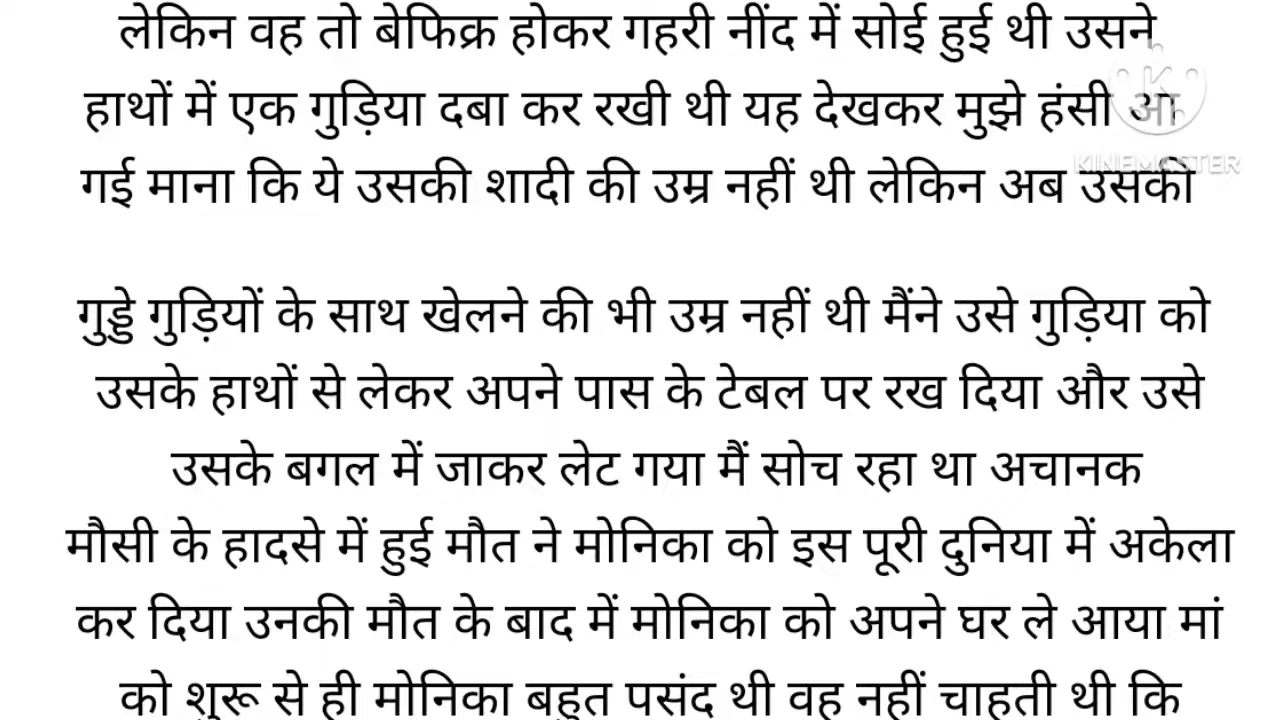 लेकिन वह तो बेफिक्र होकर गहरी नींद में सोई हुई थी उसने
हाथों में एक गुड़िया दबा कर रखी थी यह देखकर मुझे हंसी आ
गई माना कि ये उसकी शादी की उम्र नहीं थी लेकिन अब उसकी
गुड्डे गुड़ियों के साथ खेलने की भी उम्र नहीं थी मैंने उसे गुड़िया को
उसके हाथों से लेकर अपने पास के टेबल पर रख दिया और उसे
उसके बगल में जाकर लेट गया मैं सोच रहा था अचानक
मौसी के हादसे में हुई मौत ने मोनिका को इस पूरी दुनिया में अकेला
कर दिया उनकी मौत के बाद में मोनिका को अपने घर ले आया मां
को शुरू से ही मोनिका बहुत पसंद थी वह नहीं चाहती थी कि
K
KINEMASTER